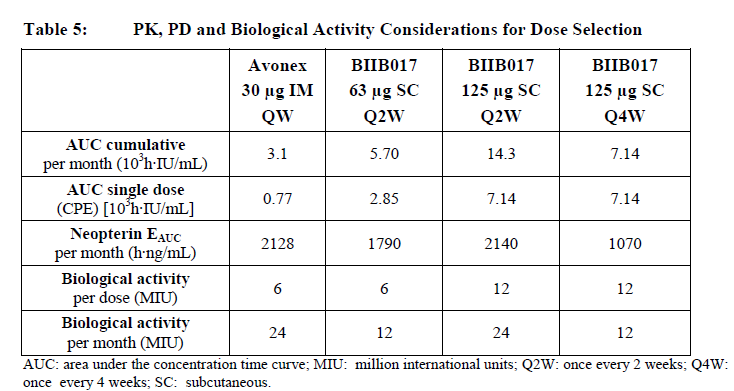 Table 5: PK, PD and Biological Activity Considerations for Dose Selection
Avonex BIIB017 BIIB017 BIIB017
30 µg IM 63 µg SC 125 µg SC 125 µg SC
QW Q2W Q2W Q4W
AUC cumulative
per month (10³h·IU/mL) 3.1 5.70 14.3 7.14
AUC single dose
(CPE) [10³h·IU/mL] 0.77 2.85 7.14 7.14
Neopterin EAUC
per month (h·ng/mL) 2128 1790 2140 1070
Biological activity
per dose (MIU) 6 6 12 12
Biological activity
per month (MIU) 24 12 24 12
AUC: area under the concentration time curve; MIU: million international units; Q2W: once every 2 weeks; Q4W:
once every 4 weeks; SC: subcutaneous.